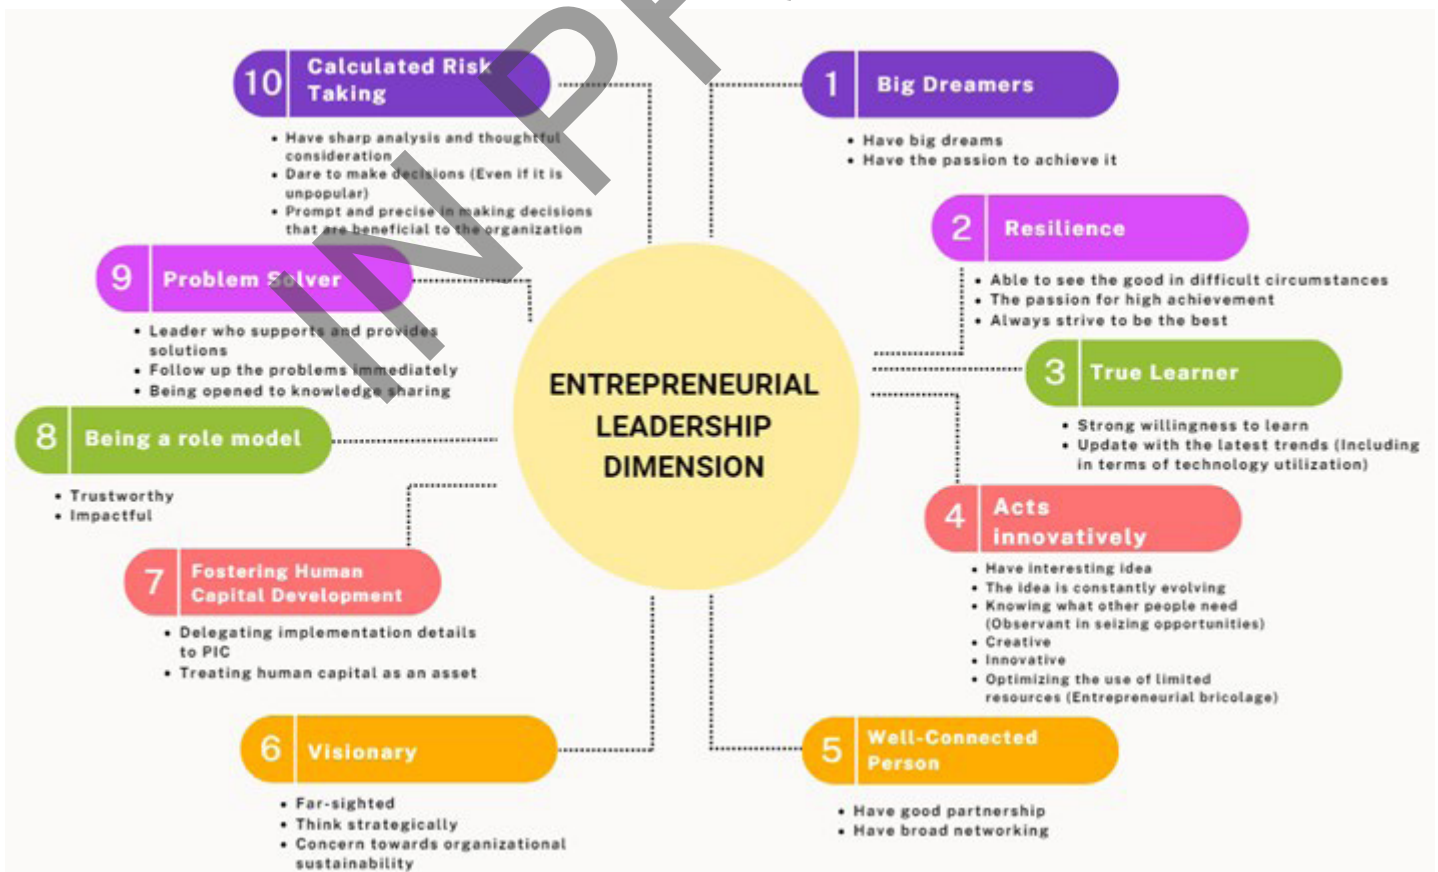 IN PR
ENTREPRENEURIAL
LEADERSHIP
DIMENSION
1
Big Dreamers
• Have big dreams
• Have the passion to achieve it
2
Resilience
• Able to see the good in difficult circumstances
• The passion for high achievement
• Always strive to be the best
3
True Learner
• Strong willingness to learn
• Update with the latest trends (Including
in terms of technology utilization)
4
Acts
innovatively
• Have interesting idea
• The idea is constantly evolving
• Knowing what other people need
(Observant in seizing opportunities)
• Creative
• Innovative
• Optimizing the use of limited
resources (Entrepreneurial bricolage)
5
Well-Connected
Person
• Have good partnership
• Have broad networking
6
Visionary
• Far-sighted
• Think strategically
• Concern towards organizational
sustainability
7
Fostering Human
Capital Development
• Delegating implementation details
to PIC
• Treating human capital as an asset
8
Being a role model
• Trustworthy
• Impactful
9
Problem Solver
• Leader who supports and provides
solutions
• Follow up the problems immediately
• Being opened to knowledge sharing
10
Calculated Risk
Taking
• Have sharp analysis and thoughtful
consideration
• Dare to make decisions (Even if it is
unpopular)
• Prompt and precise in making decisions
that are beneficial to the organization